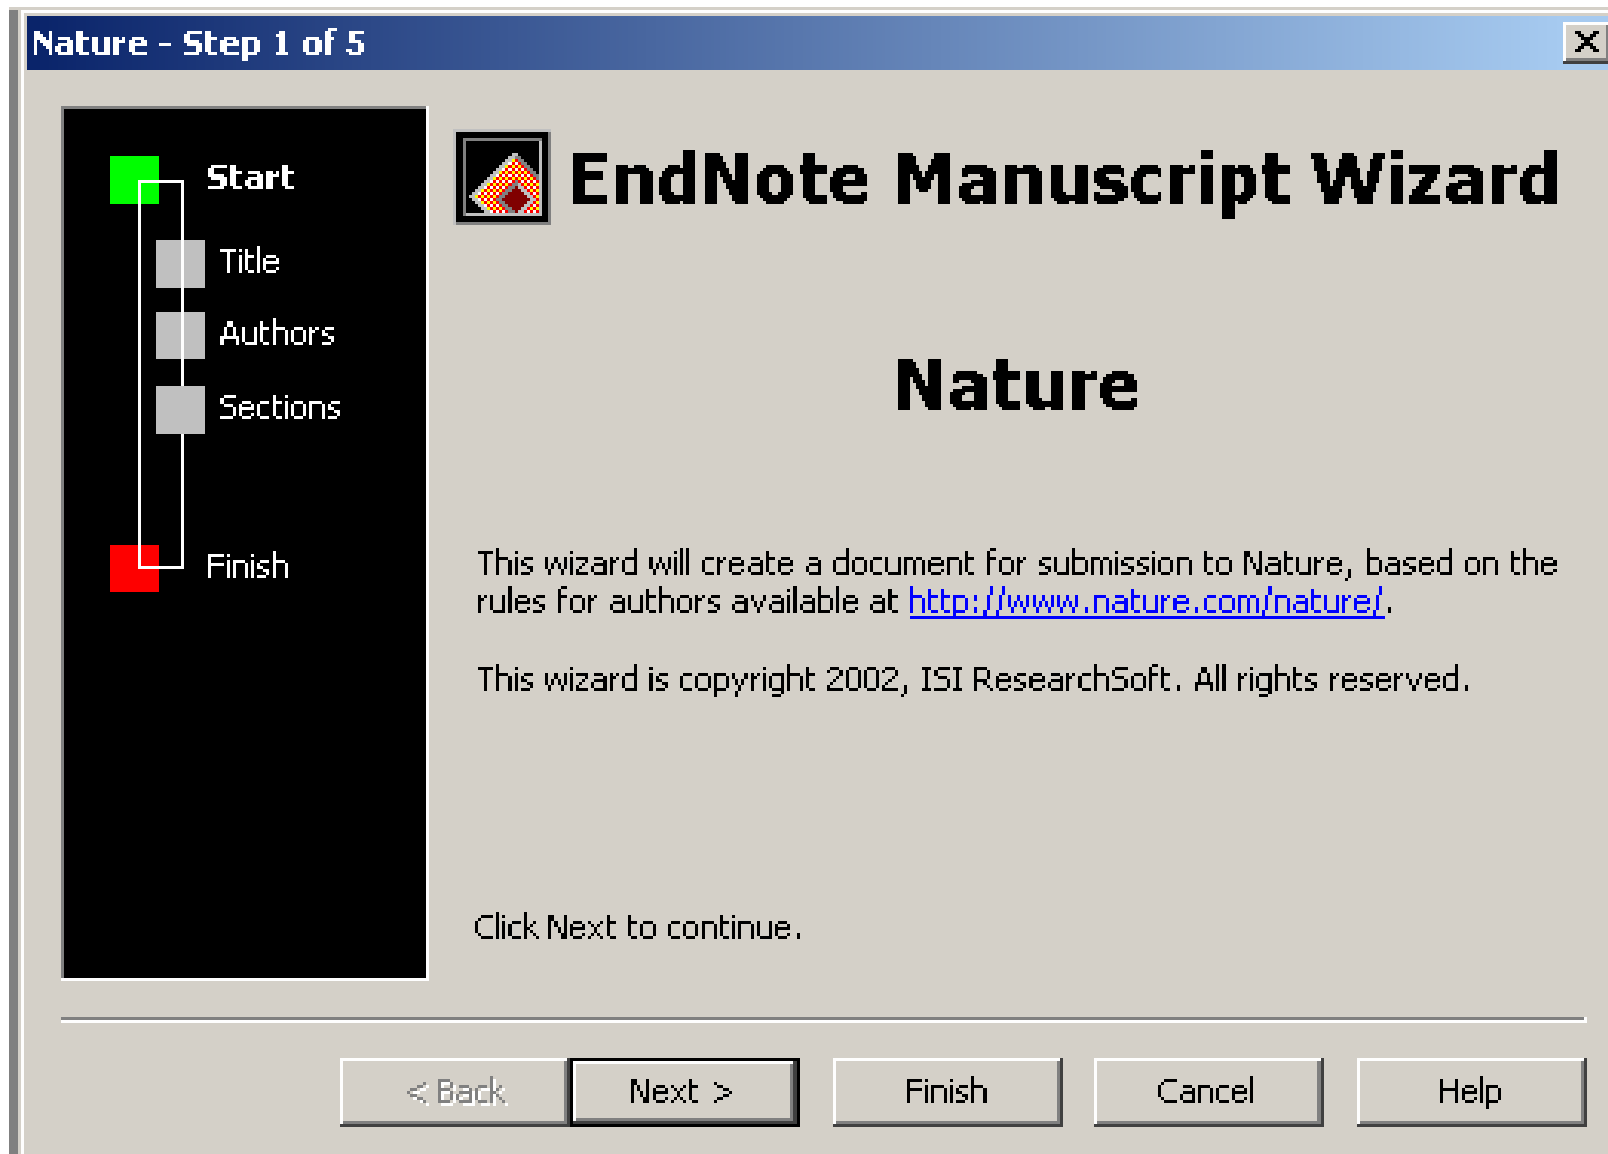 Nature - Step 1 of 5
Start
Title
Authors
Sections
Finish
EndNote Manuscript Wizard
Nature
This wizard will create a document for submission to Nature, based on the
rules for authors available at http://www.nature.com/nature/.
This wizard is copyright 2002, ISI ResearchSoft. All rights reserved.
Click Next to continue.
< Back
Next >
Finish
Cancel
Help